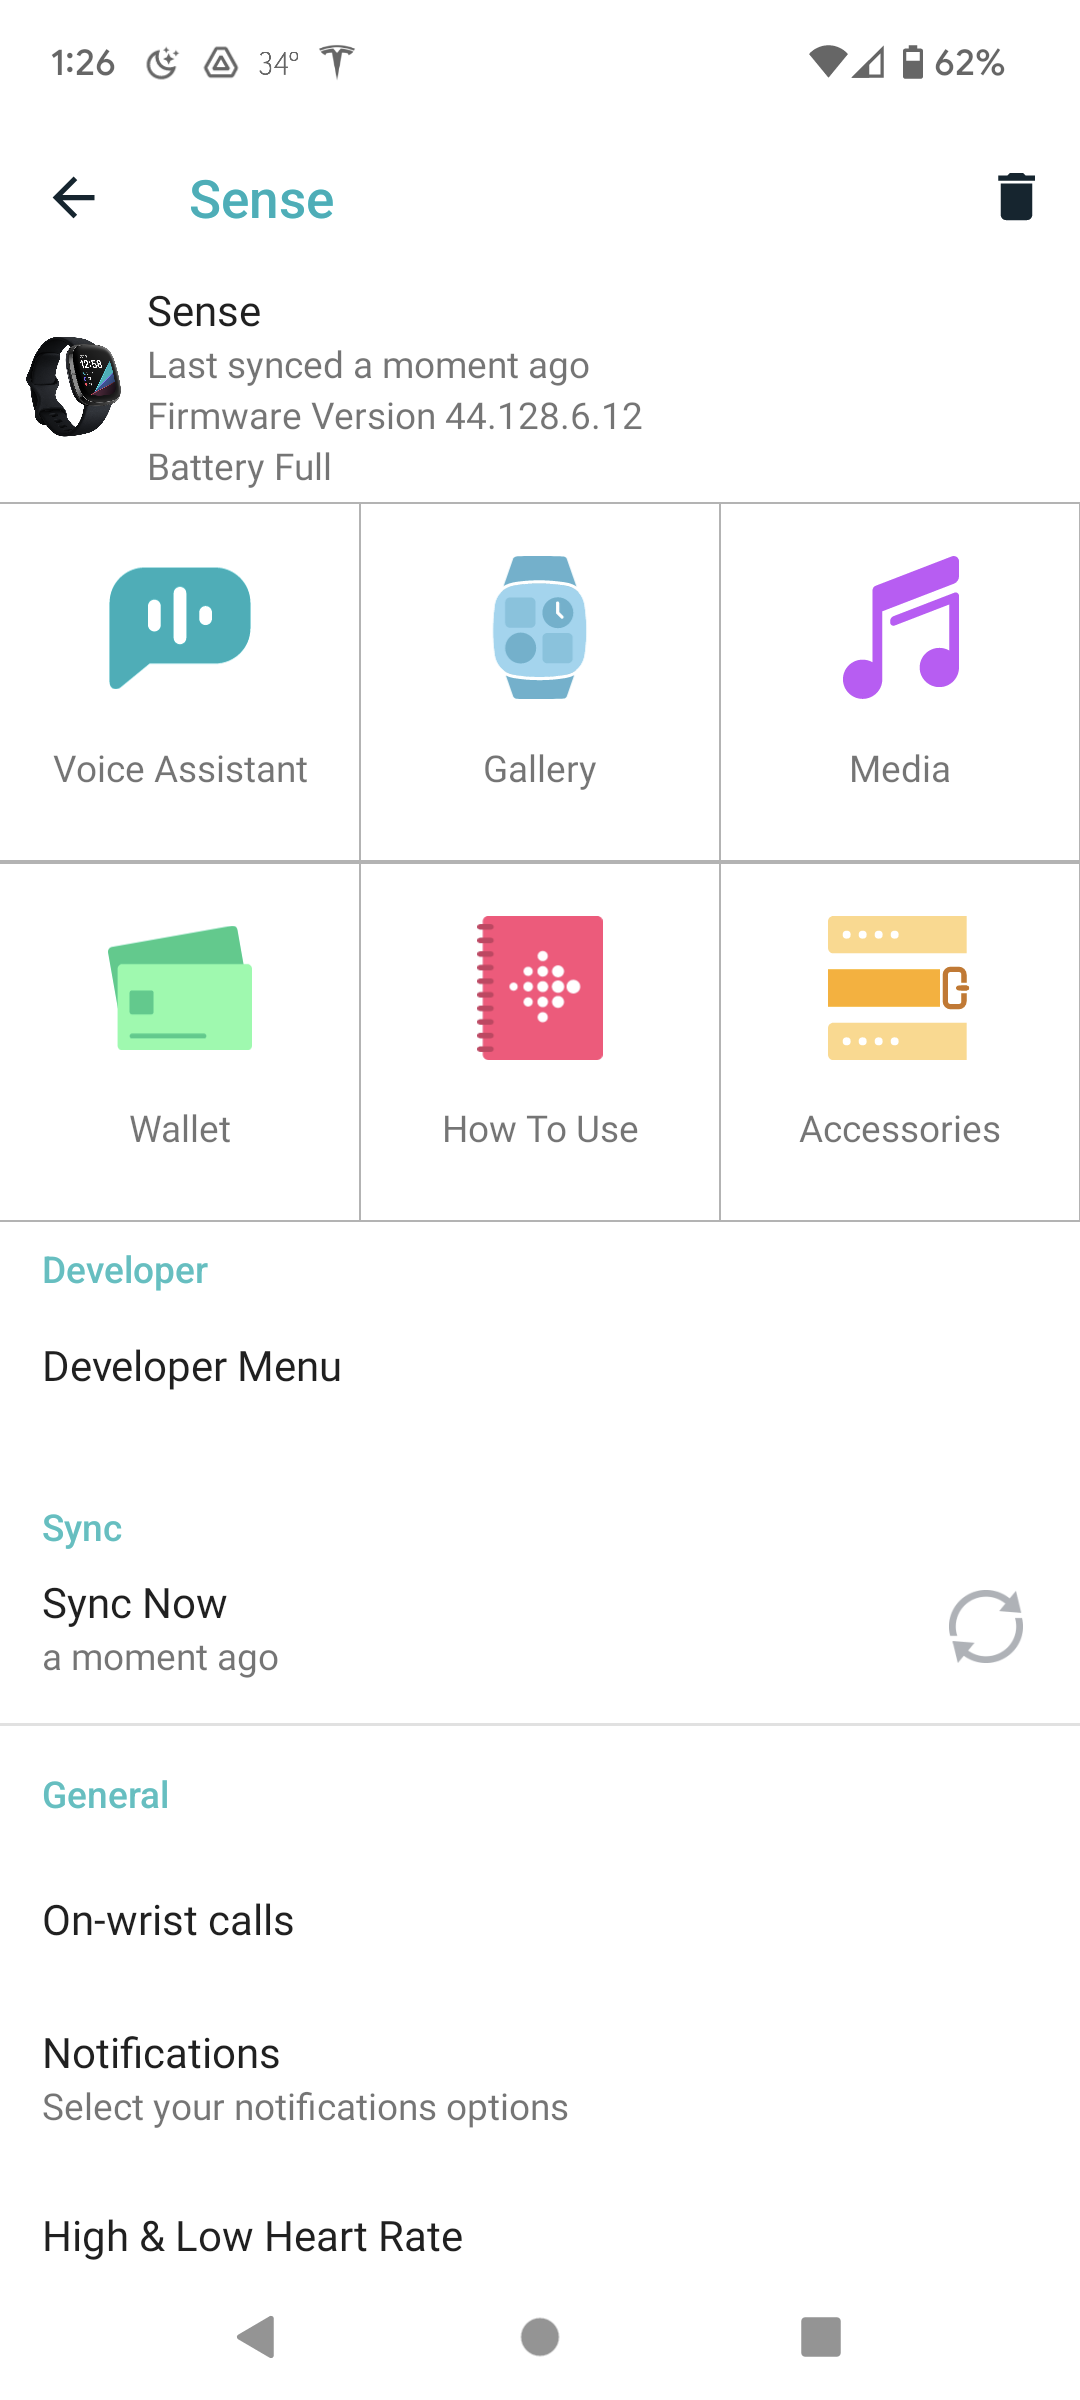 1:26 34° 62%
Sense
Sense
Last synced a moment ago
Firmware Version 44.128.6.12
Battery Full
Voice Assistant Gallery Media
Wallet How To Use Accessories
Developer
Developer Menu
Sync
Sync Now
a moment ago
General
On-wrist calls
Notifications
Select your notifications options
High & Low Heart Rate